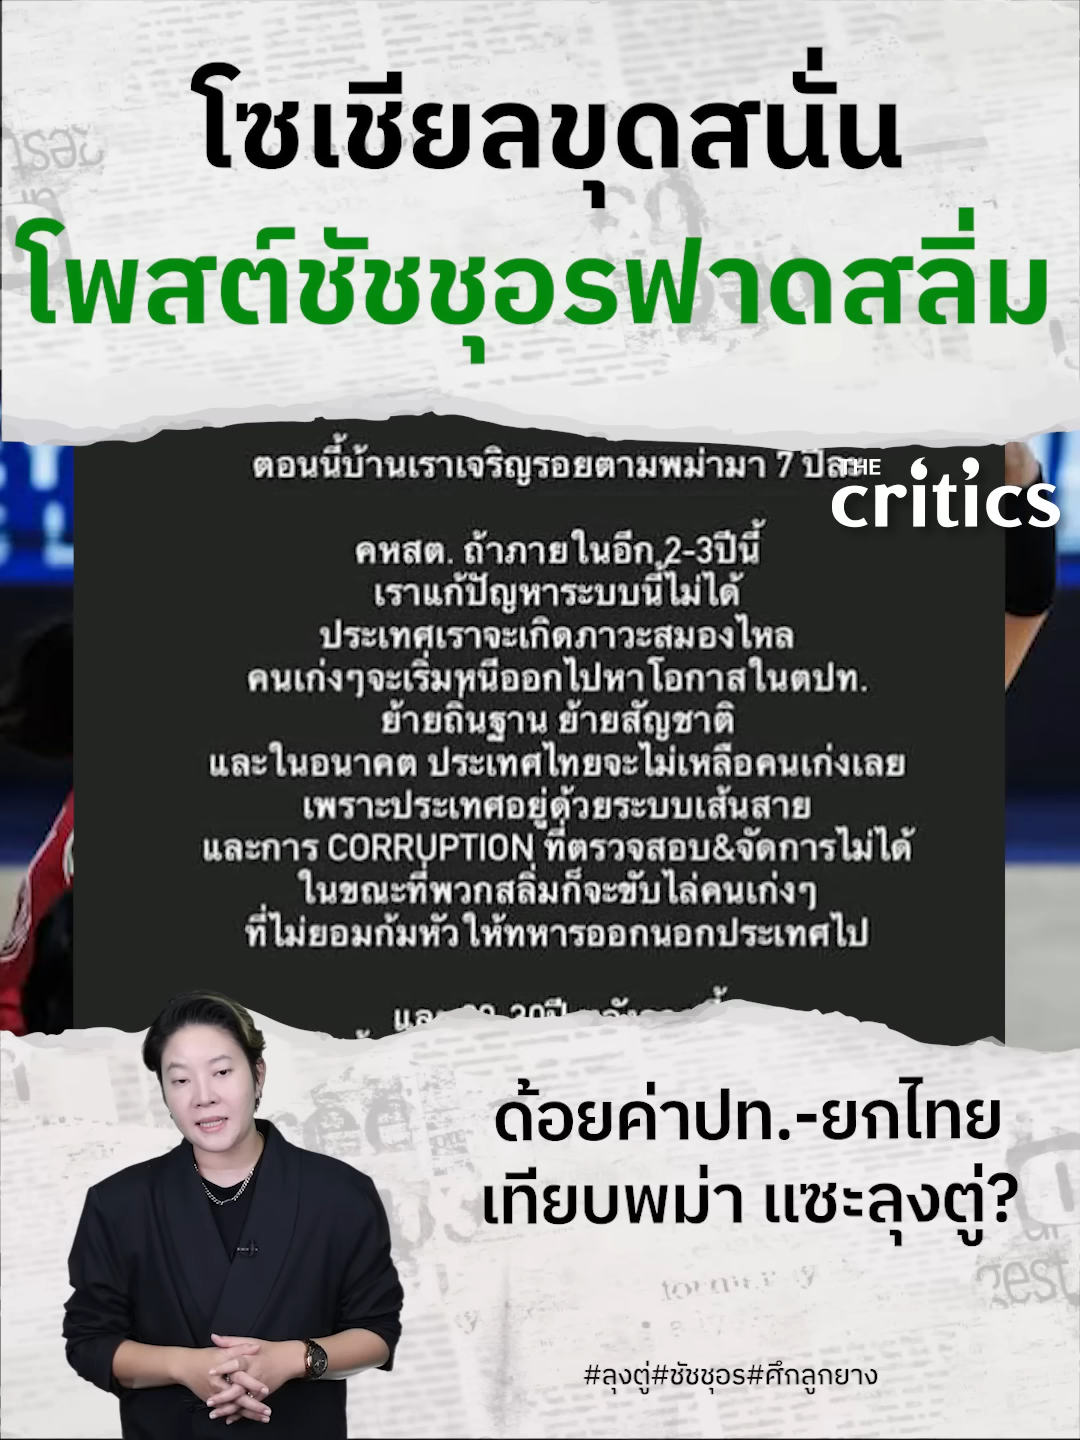 โซเชียลขุดสนั่น
โพสต์ชัชชุอรฟาดสลิ่ม
ตอนนี้บ้านเราเจริญรอยตามพม่ามา 7 ปีละ
THE
critics
คหสต. ถ้าภายในอีก 2-3ปีนี้
เราแก้ปัญหาระบบนี้ไม่ได้
ประเทศเราจะเกิดภาวะสมองไหล
คนเก่งๆจะเริ่มหนีออกไปหาโอกาสในตปท.
ย้ายถิ่นฐาน ย้ายสัญชาติ
และในอนาคต ประเทศไทยจะไม่เหลือคนเก่งเลย
เพราะประเทศอยู่ด้วยระบบเส้นสาย
และการ CORRUPTION ที่ตรวจสอบ&จัดการไม่ได้
ในขณะที่พวกสลิ่มก็จะขับไล่คนเก่งๆ
ที่ไม่ยอมก้มหัวให้ทหารออกนอกประเทศไป
ด้อยค่าปท.-ยกไทย
เทียบพม่า แซะลุงตู่?
#ลุงตู่#ชัชชุอร#ศึกลูกยาง